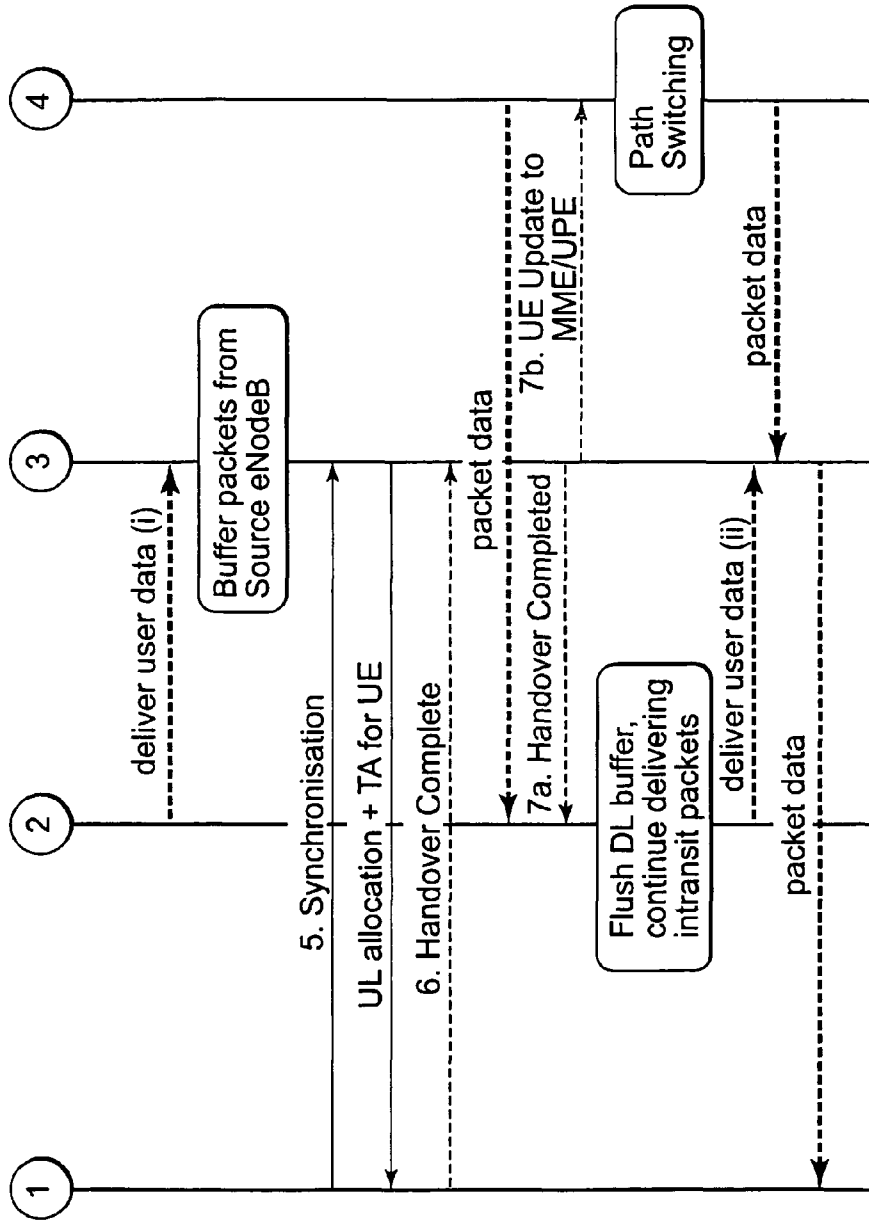 1
2
3
4
deliver user data (i)
Buffer packets from
Source eNodeB
5. Synchronisation
UL allocation + TA for UE
6. Handover Complete
packet data
7a. Handover Completed
7b. UE Update to
MME/UPE
Path
Switching
Flush DL buffer,
continue delivering
intransit packets
deliver user data (ii)
packet data
packet data